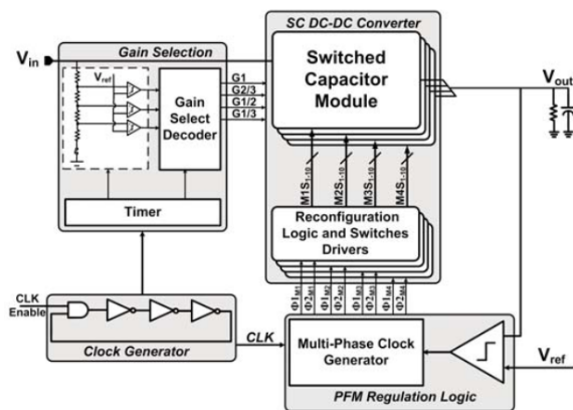 SC DC-DC Converter
Gain Selection
Vin
Vref
Gain
Select
Decoder
G1
G2/3
G1/2
G1/3
Switched
Capacitor
Module
Vout
Timer
M1S1-10
M2S1-10
M3S1-10
M4S1-10
Reconfiguration
Logic and Switches
Drivers
Φ1M1
Φ2M1
Φ1M2
Φ2M2
Φ1M3
Φ2M3
Φ1M4
Φ2M4
CLK
Enable
Clock Generator
CLK
Multi-Phase Clock
Generator
Vref
PFM Regulation Logic